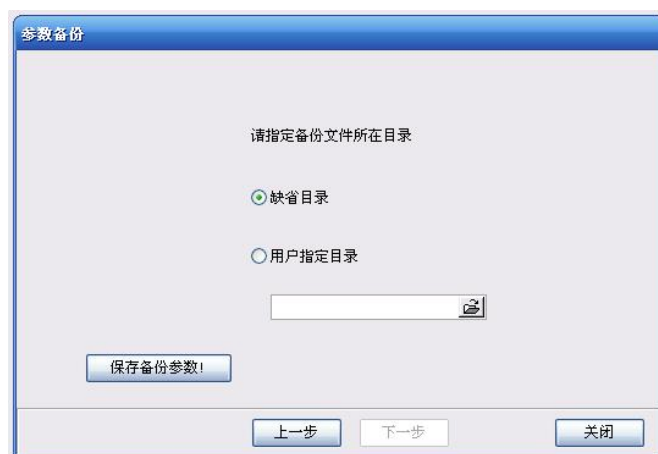 参数备份
请指定备份文件所在目录
缺省目录
用户指定目录
保存备份参数!
上一步 下一步 关闭